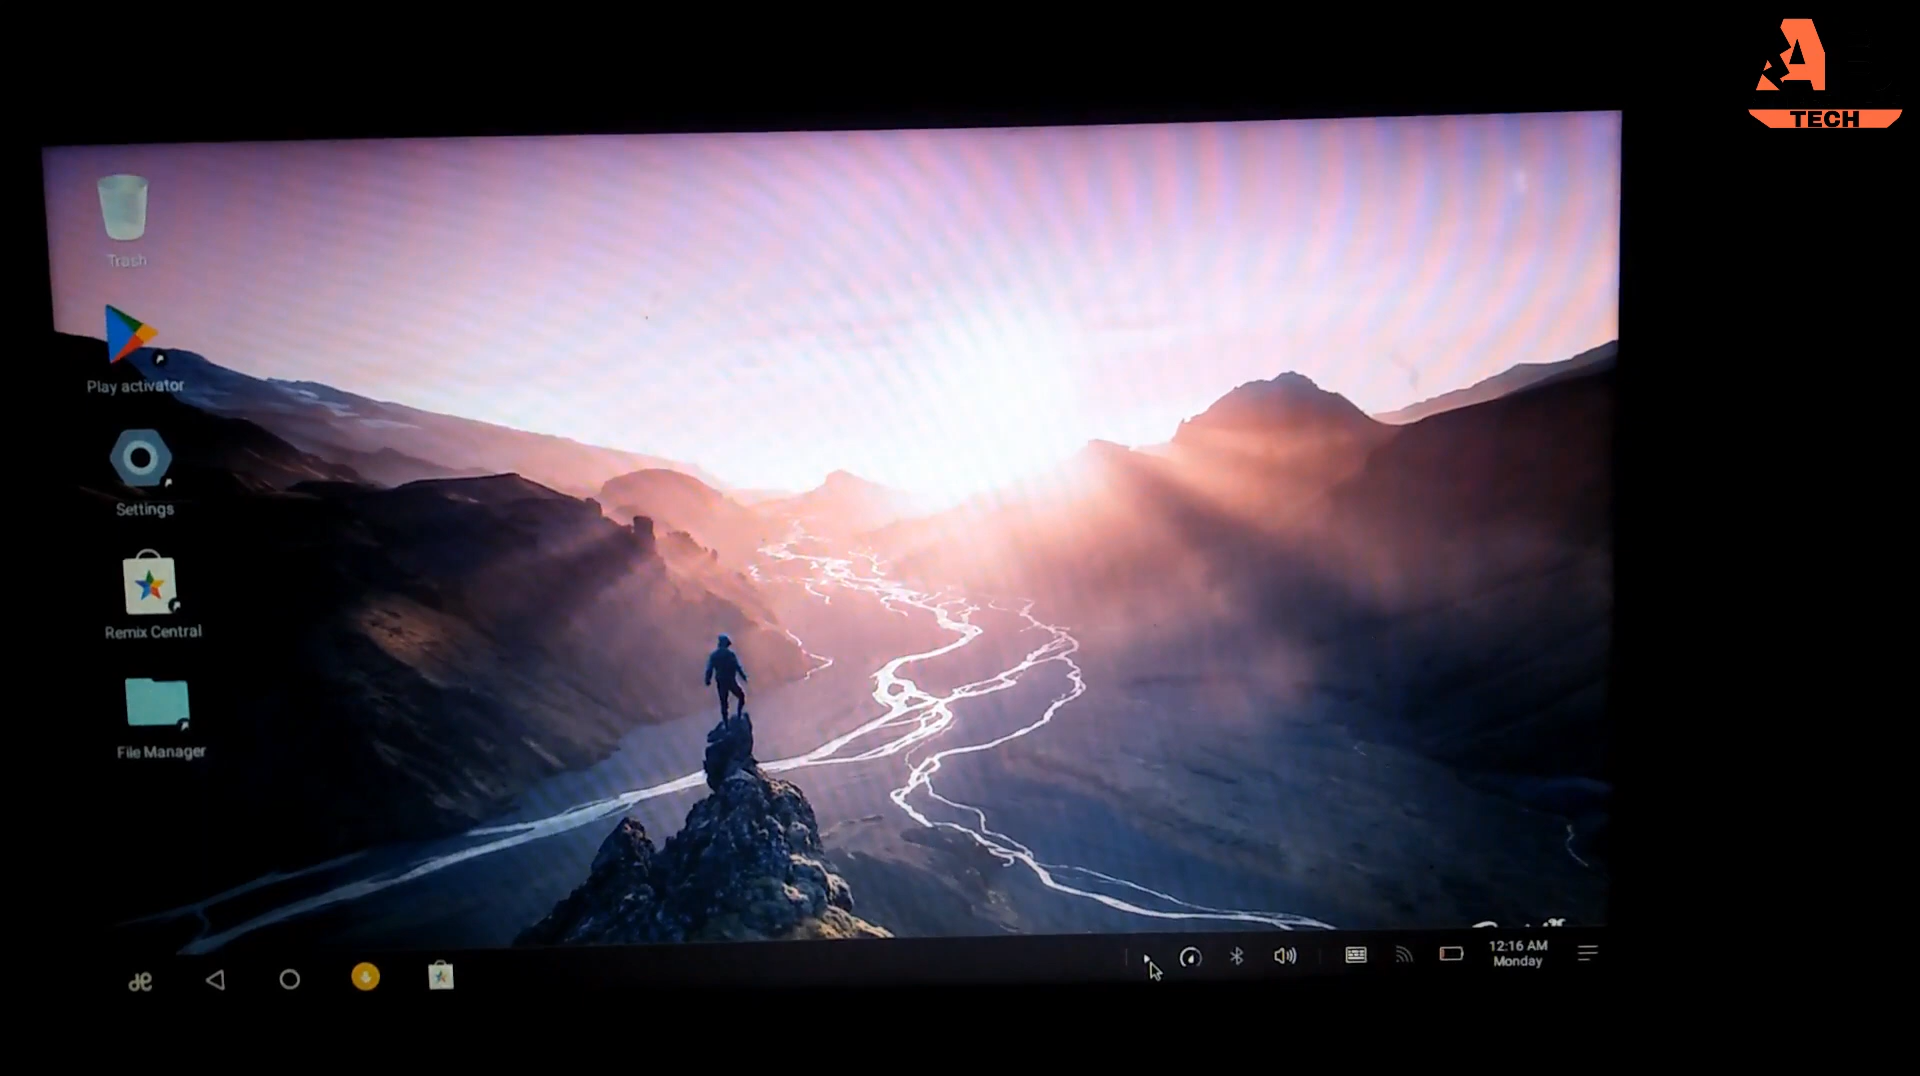 A
TECH
Trash
Play activator
Settings
Remix Central
File Manager
12:16 AM
Monday